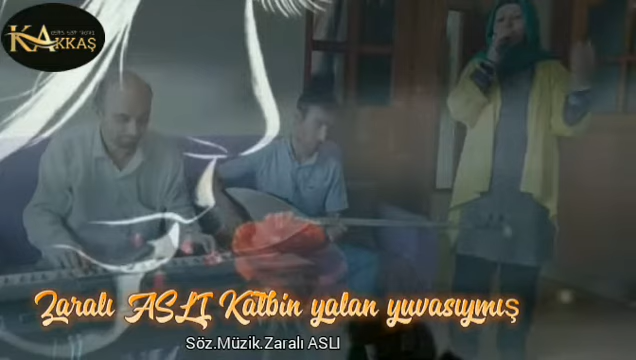 KAKKAŞ
Zaralı ASLI Kalbin yalan yuvasıymış
Söz.Müzik.Zaralı ASLI